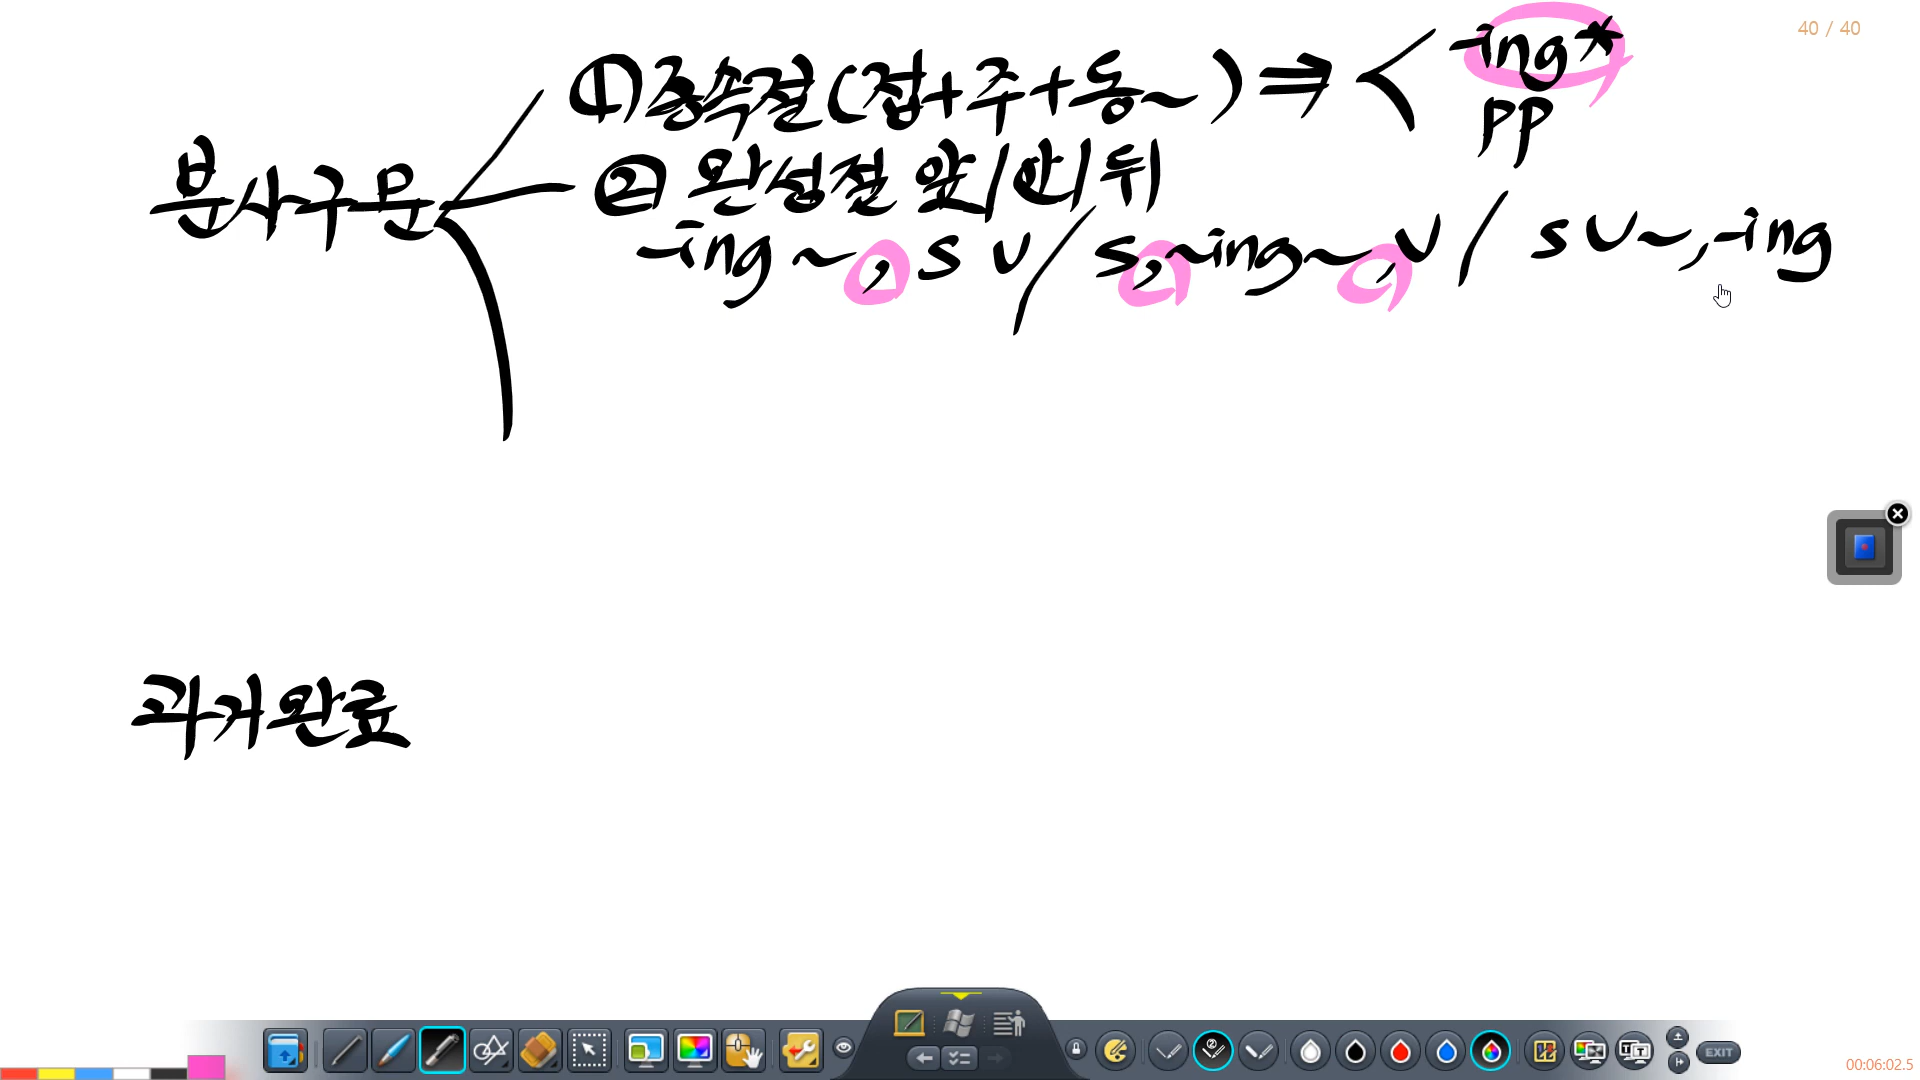 40 / 40
① 종속절(접+주+동~) ⇒ < -ing*
pp
분사구문
② 완성절 앞/안/뒤
-ing ~, S V / S, ~ing~, V / S V ~, -ing
과거완료
EXIT
00:06:02.5